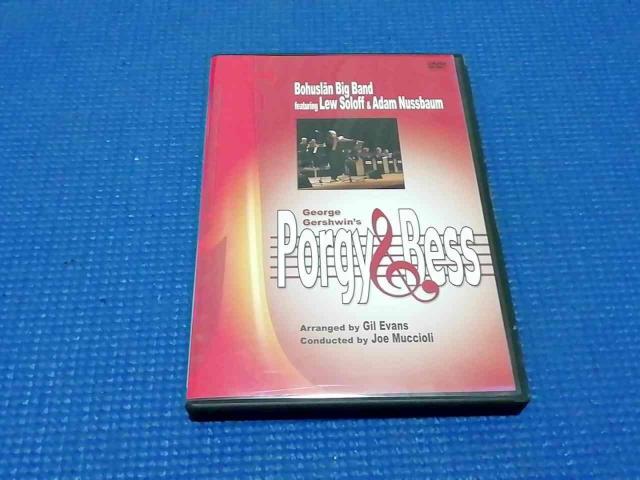 Bohuslän Big Band
featuring Lew Soloff & Adam Nussbaum
George
Gershwin's
Porgy & Bess
Arranged by Gil Evans
Conducted by Joe Muccioli